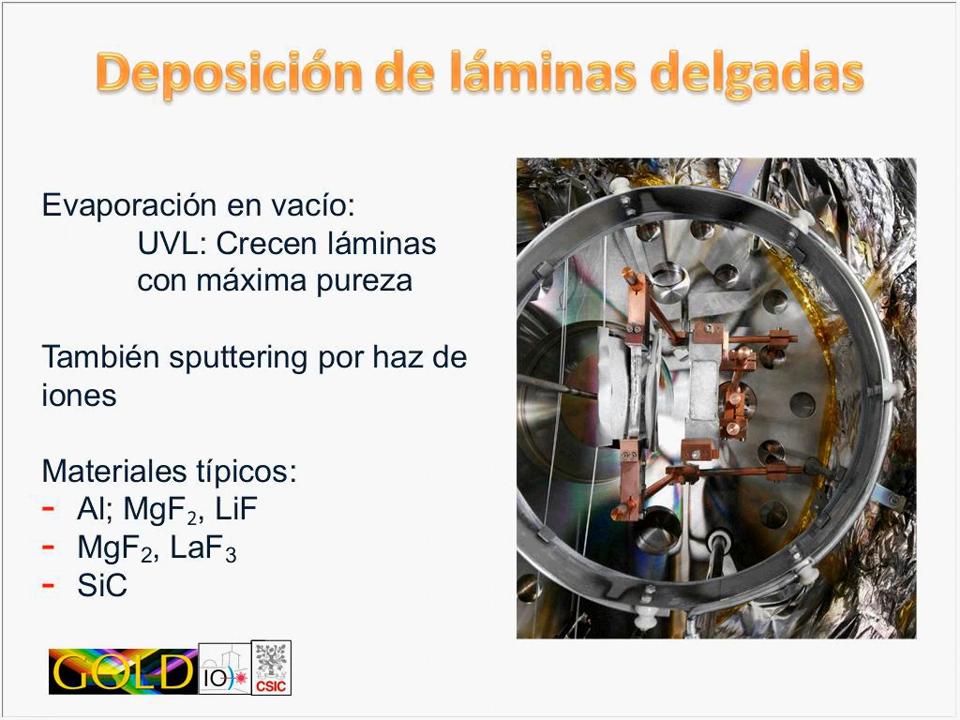 Deposición de láminas delgadas
Evaporación en vacío:
UVL: Crecen láminas
con máxima pureza
También sputtering por haz de
iones
Materiales típicos:
- Al; MgF₂, LiF
- MgF₂, LaF₃
- SiC
GOLD IO CSIC